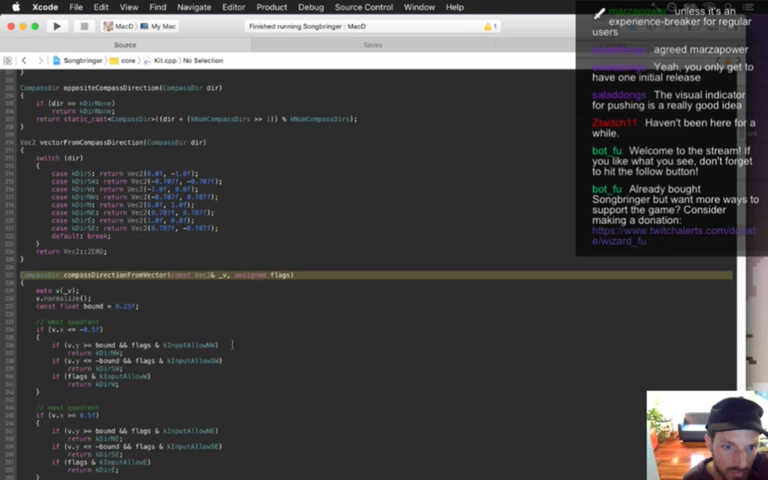 Xcode File Edit View Find Navigate Editor Product Debug Source Control Window Help
MacD My Mac
Finished running Songbringer : MacD
1
Source
Saves
Songbringer core Kit.cpp No Selection
CompassDir oppositeCompassDirection(CompassDir dir)
{
if (dir == kDirNone)
return kDirNone;
return static_cast<CompassDir>((dir + (kNumCompassDirs >> 1)) % kNumCompassDirs);
}
Vec2 vectorFromCompassDirection(CompassDir dir)
{
switch (dir)
{
case kDirS: return Vec2(0.0f, -1.0f);
case kDirSW: return Vec2(-0.707f, -0.707f);
case kDirW: return Vec2(-1.0f, 0.0f);
case kDirNW: return Vec2(-0.707f, 0.707f);
case kDirN: return Vec2(0.0f, 1.0f);
case kDirNE: return Vec2(0.707f, 0.707f);
case kDirE: return Vec2(1.0f, 0.0f);
case kDirSE: return Vec2(0.707f, -0.707f);
default: break;
}
return Vec2::ZERO;
}
CompassDir compassDirectionFromVector(const Vec2& _v, unsigned flags)
{
auto v(_v);
v.normalize();
const float bound = 0.25f;
// west quadrant
if (v.x <= -0.5f)
{
if (v.y >= bound && flags & kInputAllowNW)
return kDirNW;
if (v.y <= -bound && flags & kInputAllowSW)
return kDirSW;
if (flags & kInputAllowW)
return kDirW;
}
// east quadrant
if (v.x >= 0.5f)
{
if (v.y >= bound && flags & kInputAllowNE)
return kDirNE;
if (v.y <= -bound && flags & kInputAllowSE)
return kDirSE;
if (flags & kInputAllowE)
return kDirE;
marzapower unless it's an
experience-breaker for regular
users
saladdongs agreed marzapower
saladdongs Yeah, you only get to
have one initial release
saladdongs The visual indicator
for pushing is a really good idea
Ztwitch11 Haven't been here for a
while.
bot_fu Welcome to the stream! If
you like what you see, don't forget
to hit the follow button!
bot_fu Already bought
Songbringer but want more ways to
support the game? Consider
making a donation:
https://www.twitchalerts.com/donat
e/wizard_fu